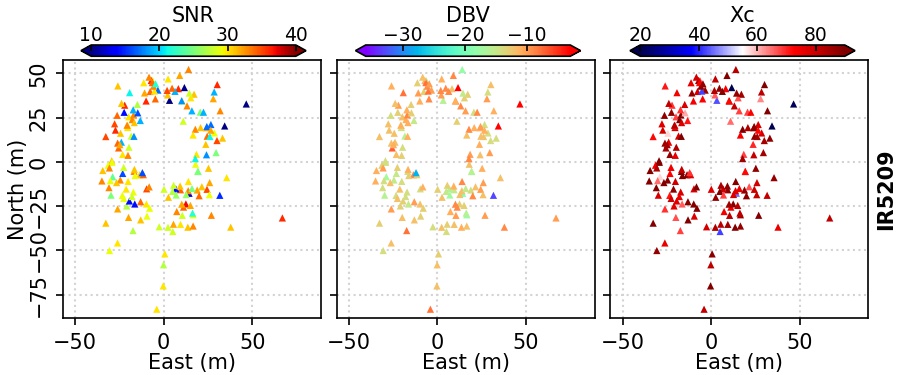 SNR DBV Xc
10 20 30 40 −30 −20 −10 20 40 60 80
50
25
0
−25
−50
−75
North (m)
IR5209
−50 0 50 −50 0 50 −50 0 50
East (m) East (m) East (m)